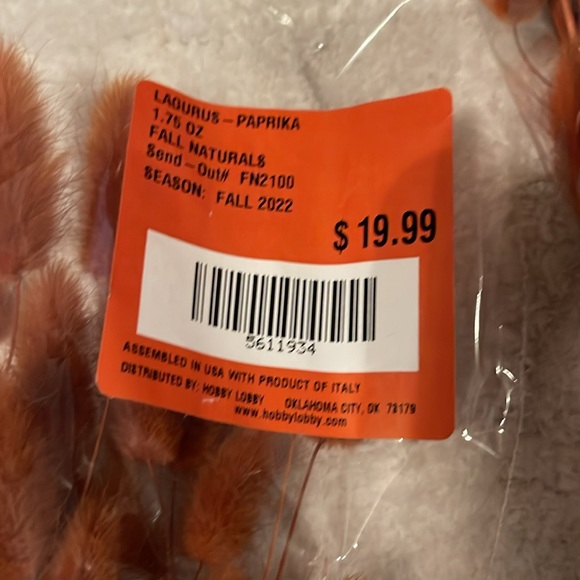 LAGURUS-PAPRIKA
1.75 OZ
FALL NATURALS
Send-Out# FN2100
SEASON: FALL 2022
$ 19.99
5611934
ASSEMBLED IN USA WITH PRODUCT OF ITALY
DISTRIBUTED BY: HOBBY LOBBY OKLAHOMA CITY, OK 73179
www.hobbylobby.com